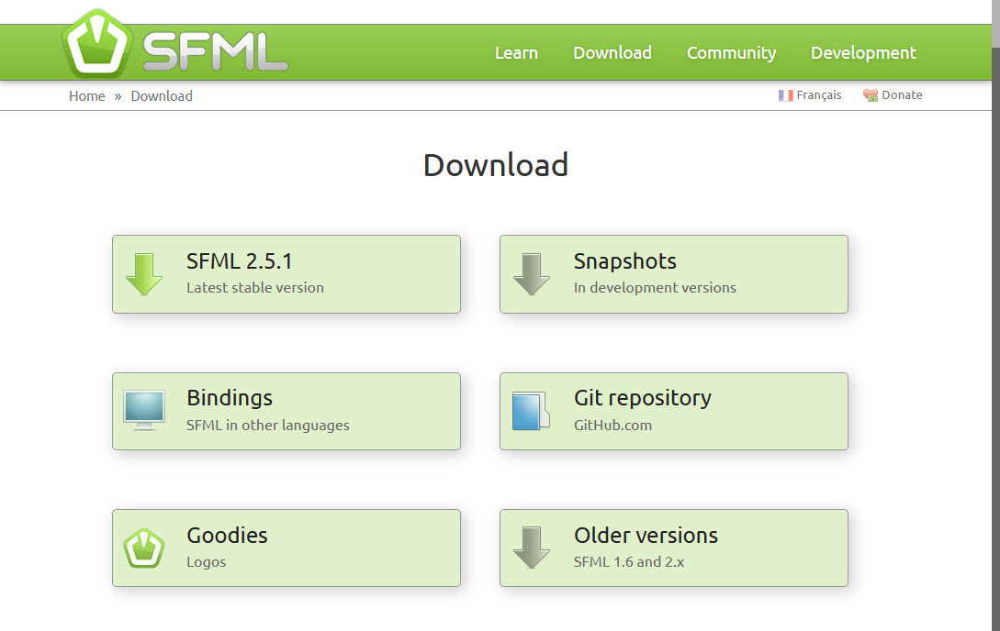 SFML
Learn Download Community Development
Home » Download
Français Donate
Download
SFML 2.5.1
Latest stable version
Snapshots
In development versions
Bindings
SFML in other languages
Git repository
GitHub.com
Goodies
Logos
Older versions
SFML 1.6 and 2.x